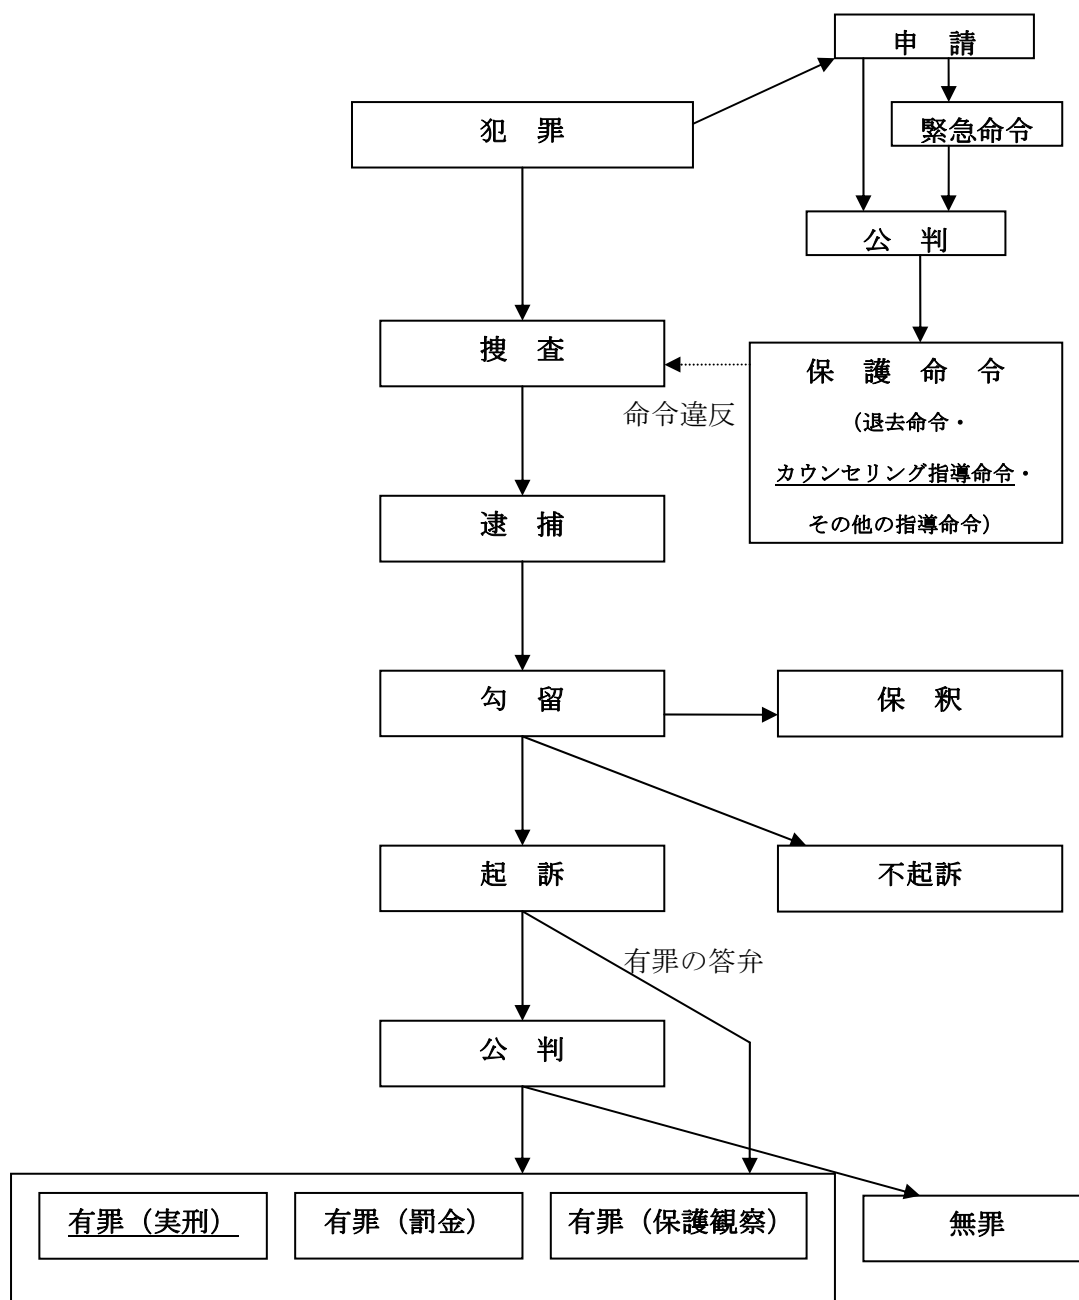 申　請
犯　罪
緊急命令
公　判
捜　査
保　護　命　令
（退去命令・
カウンセリング指導命令・
その他の指導命令）
命令違反
逮　捕
勾　留
保　釈
起　訴
不起訴
有罪の答弁
公　判
有罪（実刑）
有罪（罰金）
有罪（保護観察）
無罪